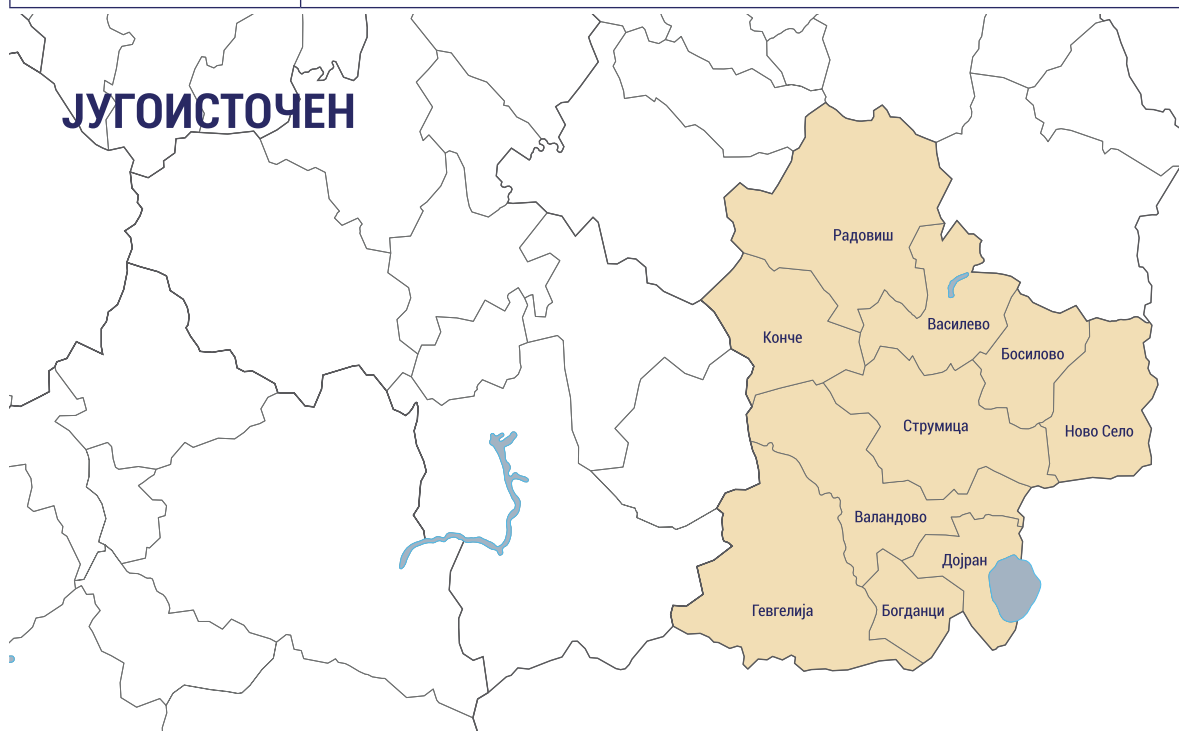 ЈУГОИСТОЧЕН
Радовиш
Василево
Конче
Босилово
Струмица
Ново Село
Валандово
Дојран
Гевгелија
Богданци